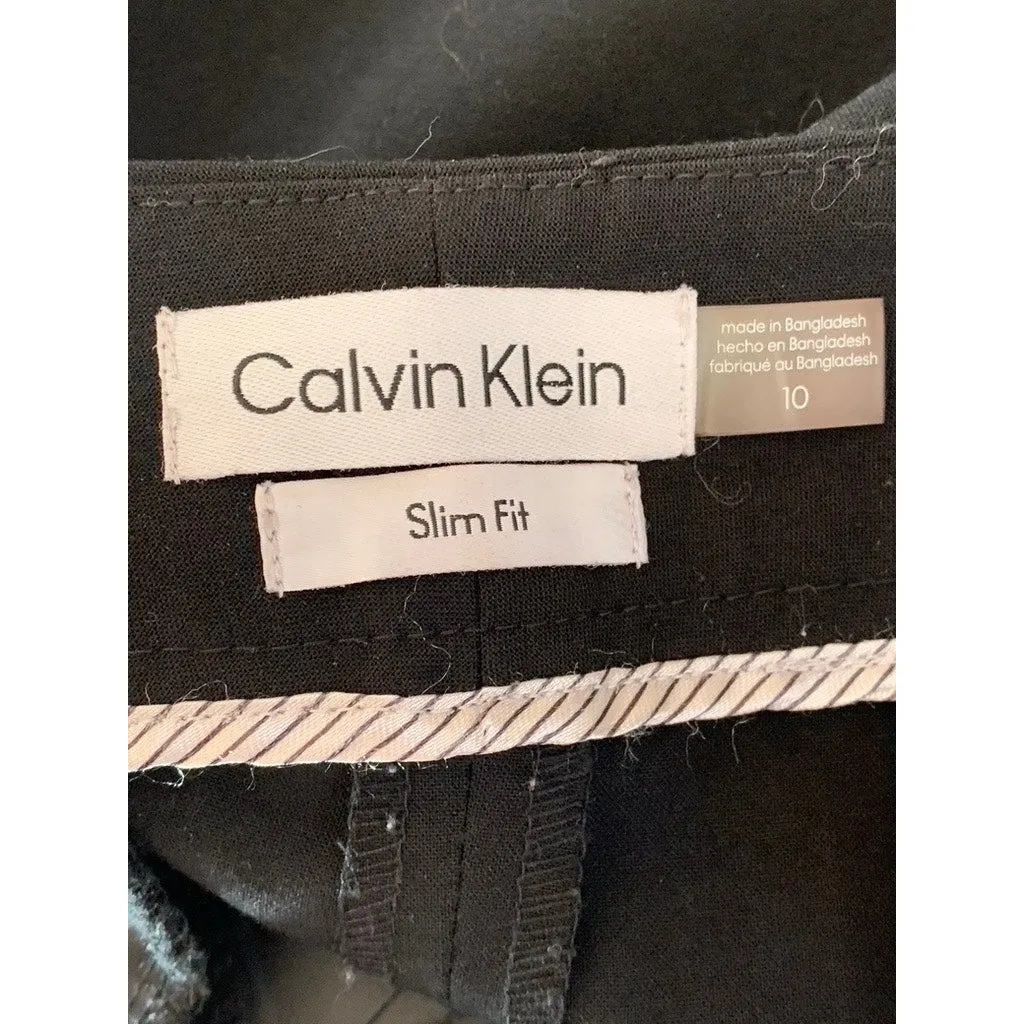 Calvin Klein
Slim Fit
made in Bangladesh
hecho en Bangladesh
fabriqué au Bangladesh
10